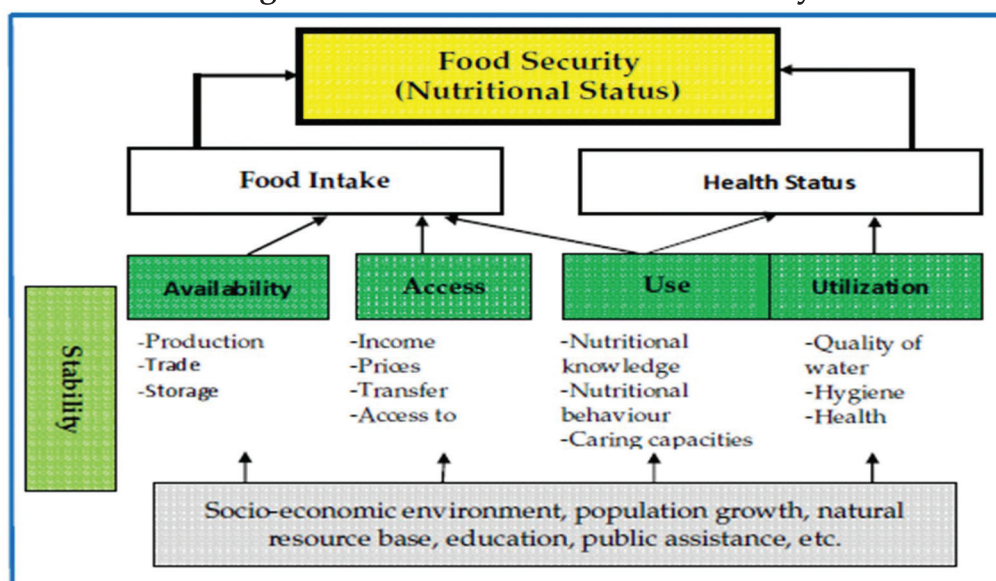 Food Security
(Nutritional Status)
Food Intake
Health Status
Availability
Access
Use
Utilization
Stability
-Production
-Trade
-Storage
-Income
-Prices
-Transfer
-Access to
-Nutritional
knowledge
-Nutritional
behaviour
-Caring capacities
-Quality of
water
-Hygiene
-Health
Socio-economic environment, population growth, natural
resource base, education, public assistance, etc.